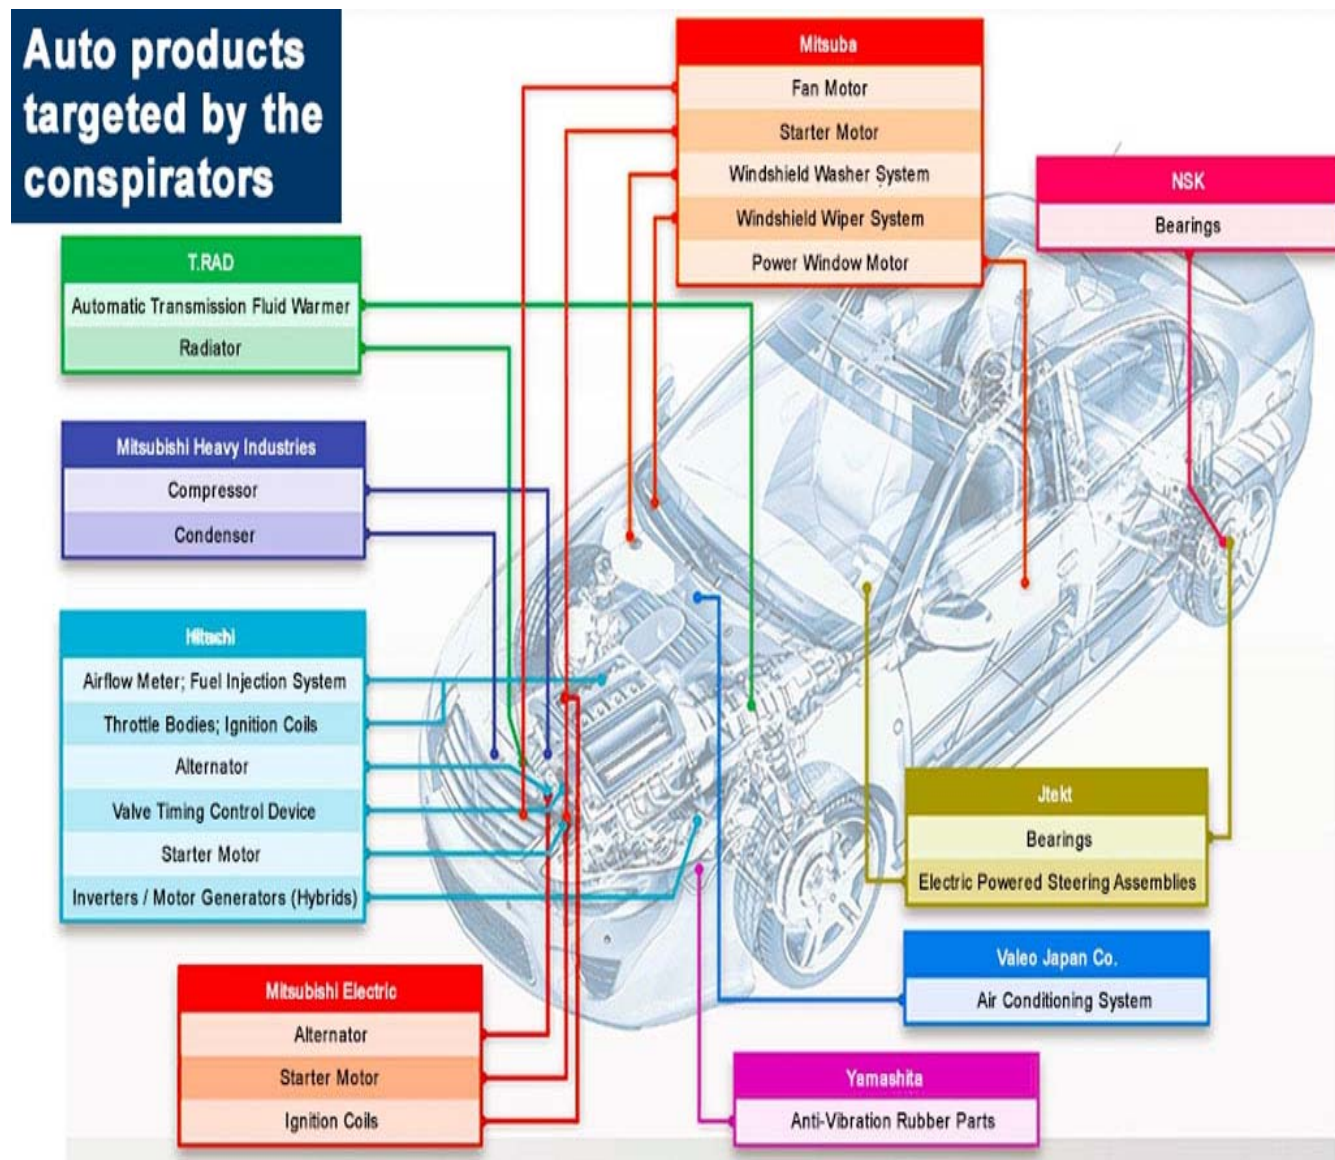 Auto products
targeted by the
conspirators
Mitsuba
Fan Motor
Starter Motor
Windshield Washer System
Windshield Wiper System
Power Window Motor
NSK
Bearings
T.RAD
Automatic Transmission Fluid Warmer
Radiator
Mitsubishi Heavy Industries
Compressor
Condenser
Hitachi
Airflow Meter; Fuel Injection System
Throttle Bodies; Ignition Coils
Alternator
Valve Timing Control Device
Starter Motor
Inverters / Motor Generators (Hybrids)
Jtekt
Bearings
Electric Powered Steering Assemblies
Valeo Japan Co.
Air Conditioning System
Mitsubishi Electric
Alternator
Starter Motor
Ignition Coils
Yamashita
Anti-Vibration Rubber Parts